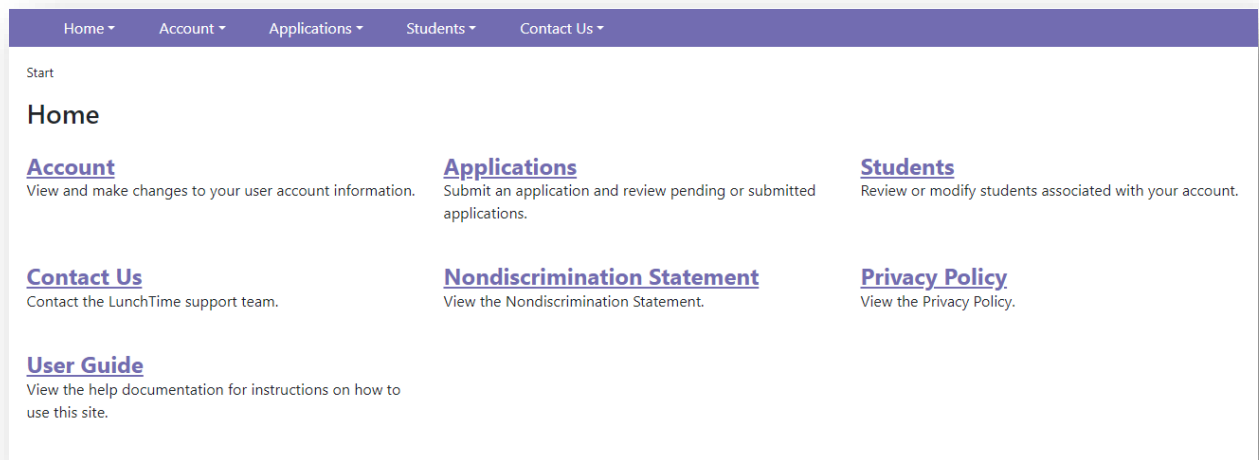 Home Account Applications Students Contact Us
Start
Home
Account
View and make changes to your user account information.
Applications
Submit an application and review pending or submitted
applications.
Students
Review or modify students associated with your account.
Contact Us
Contact the LunchTime support team.
Nondiscrimination Statement
View the Nondiscrimination Statement.
Privacy Policy
View the Privacy Policy.
User Guide
View the help documentation for instructions on how to
use this site.